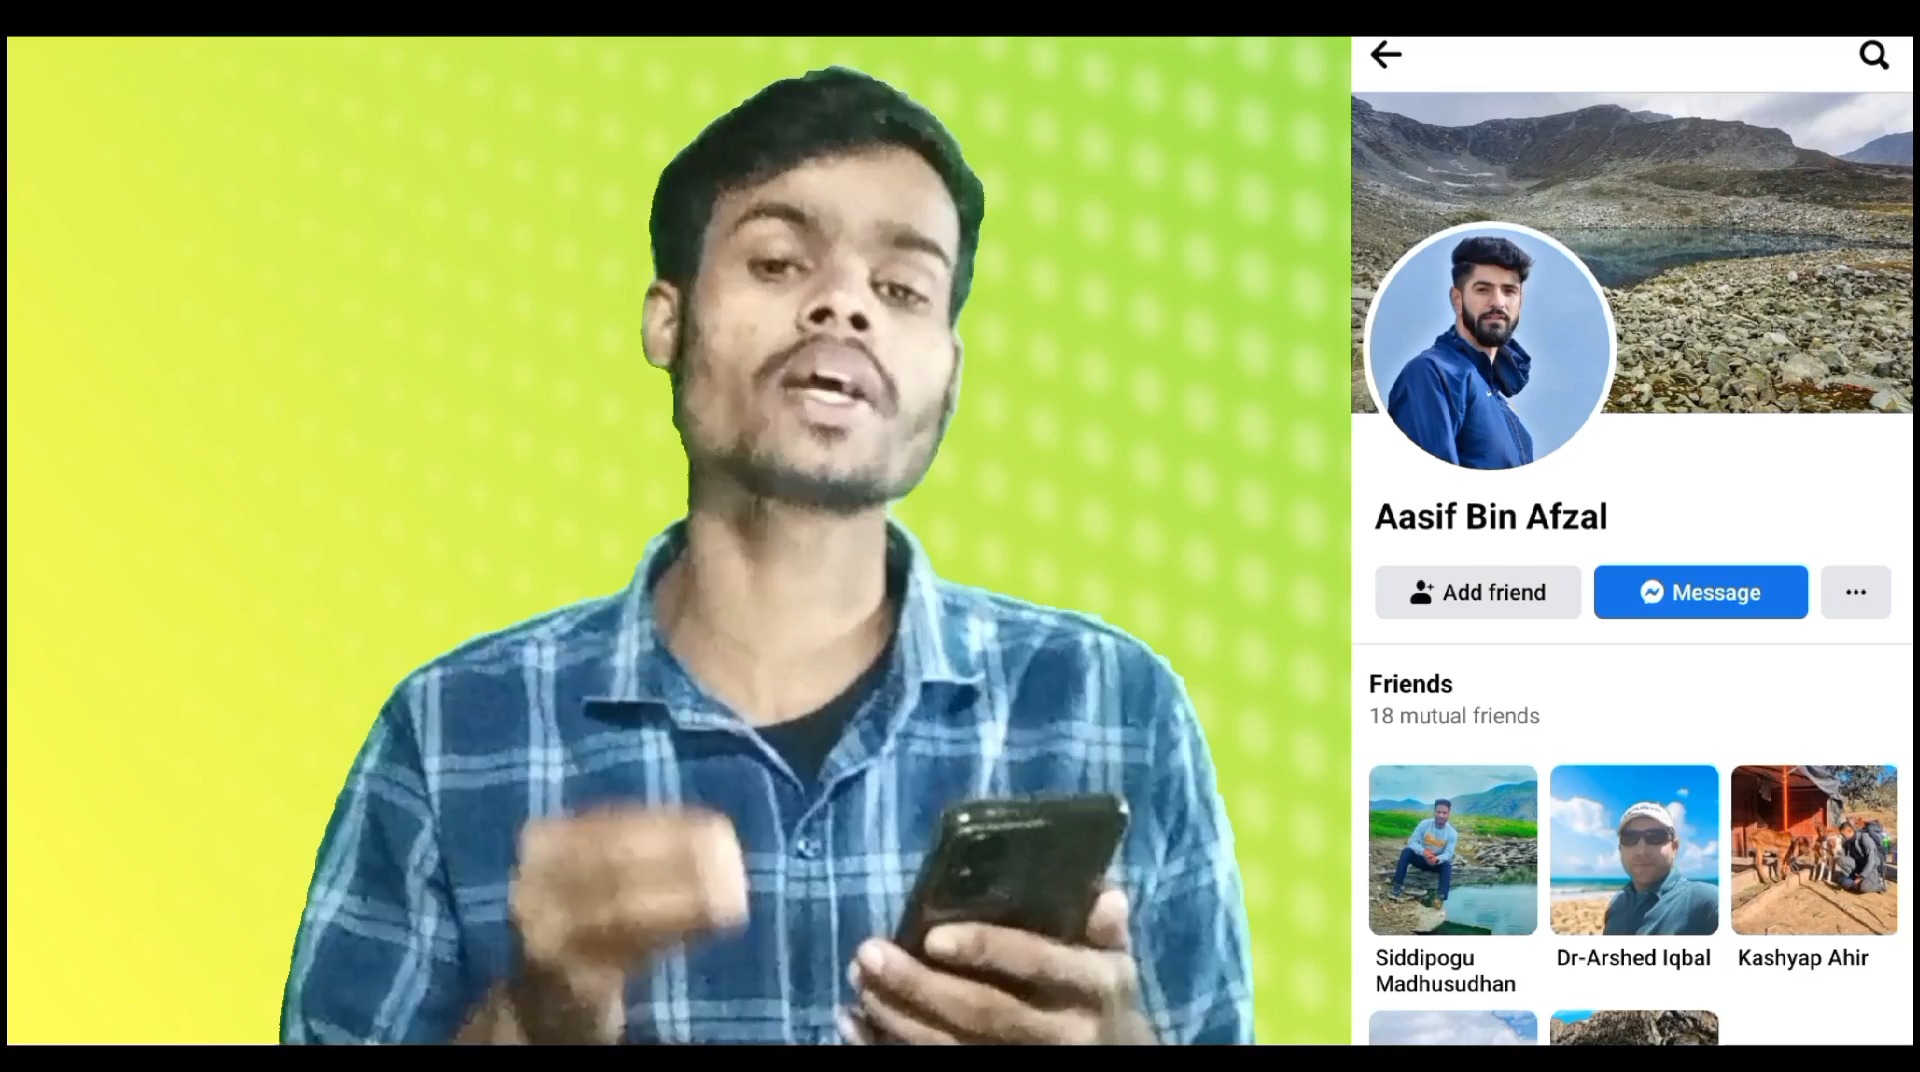 Aasif Bin Afzal
Add friend
Message
Friends
18 mutual friends
Siddipogu
Madhusudhan
Dr-Arshed Iqbal
Kashyap Ahir